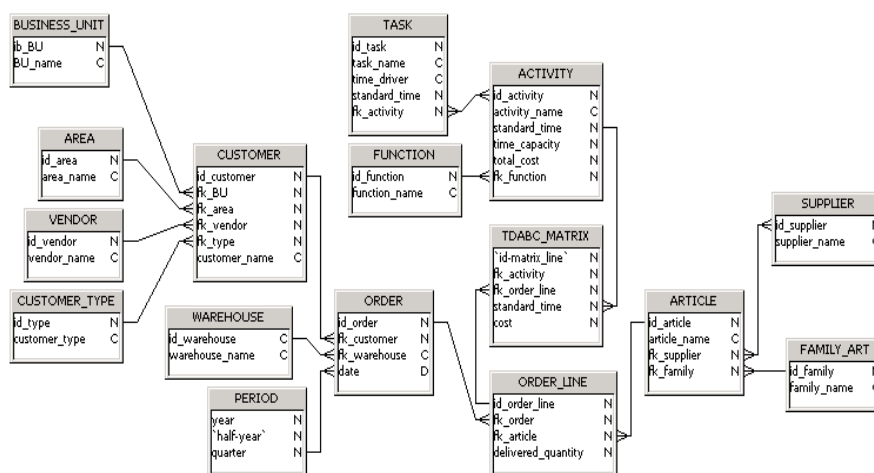 BUSINESS_UNIT
ib_BU N
BU_name C
AREA
id_area N
area_name C
VENDOR
id_vendor N
vendor_name C
CUSTOMER_TYPE
id_type N
customer_type C
CUSTOMER
id_customer N
fk_BU N
fk_area N
fk_vendor N
fk_type N
customer_name C
WAREHOUSE
id_warehouse C
warehouse_name C
PERIOD
year N
`half-year` N
quarter N
TASK
id_task N
task_name C
time_driver C
standard_time N
fk_activity N
FUNCTION
id_function N
function_name C
ORDER
id_order N
fk_customer N
fk_warehouse C
date D
ACTIVITY
id_activity N
activity_name C
standard_time N
time_capacity N
total_cost N
fk_function N
TDABC_MATRIX
`id-matrix_line` N
fk_activity N
fk_order_line N
standard_time N
cost N
ORDER_LINE
id_order_line N
fk_order N
fk_article N
delivered_quantity N
ARTICLE
id_article N
article_name C
fk_supplier N
fk_family N
SUPPLIER
id_supplier
supplier_name
FAMILY_ART
id_family
family_name